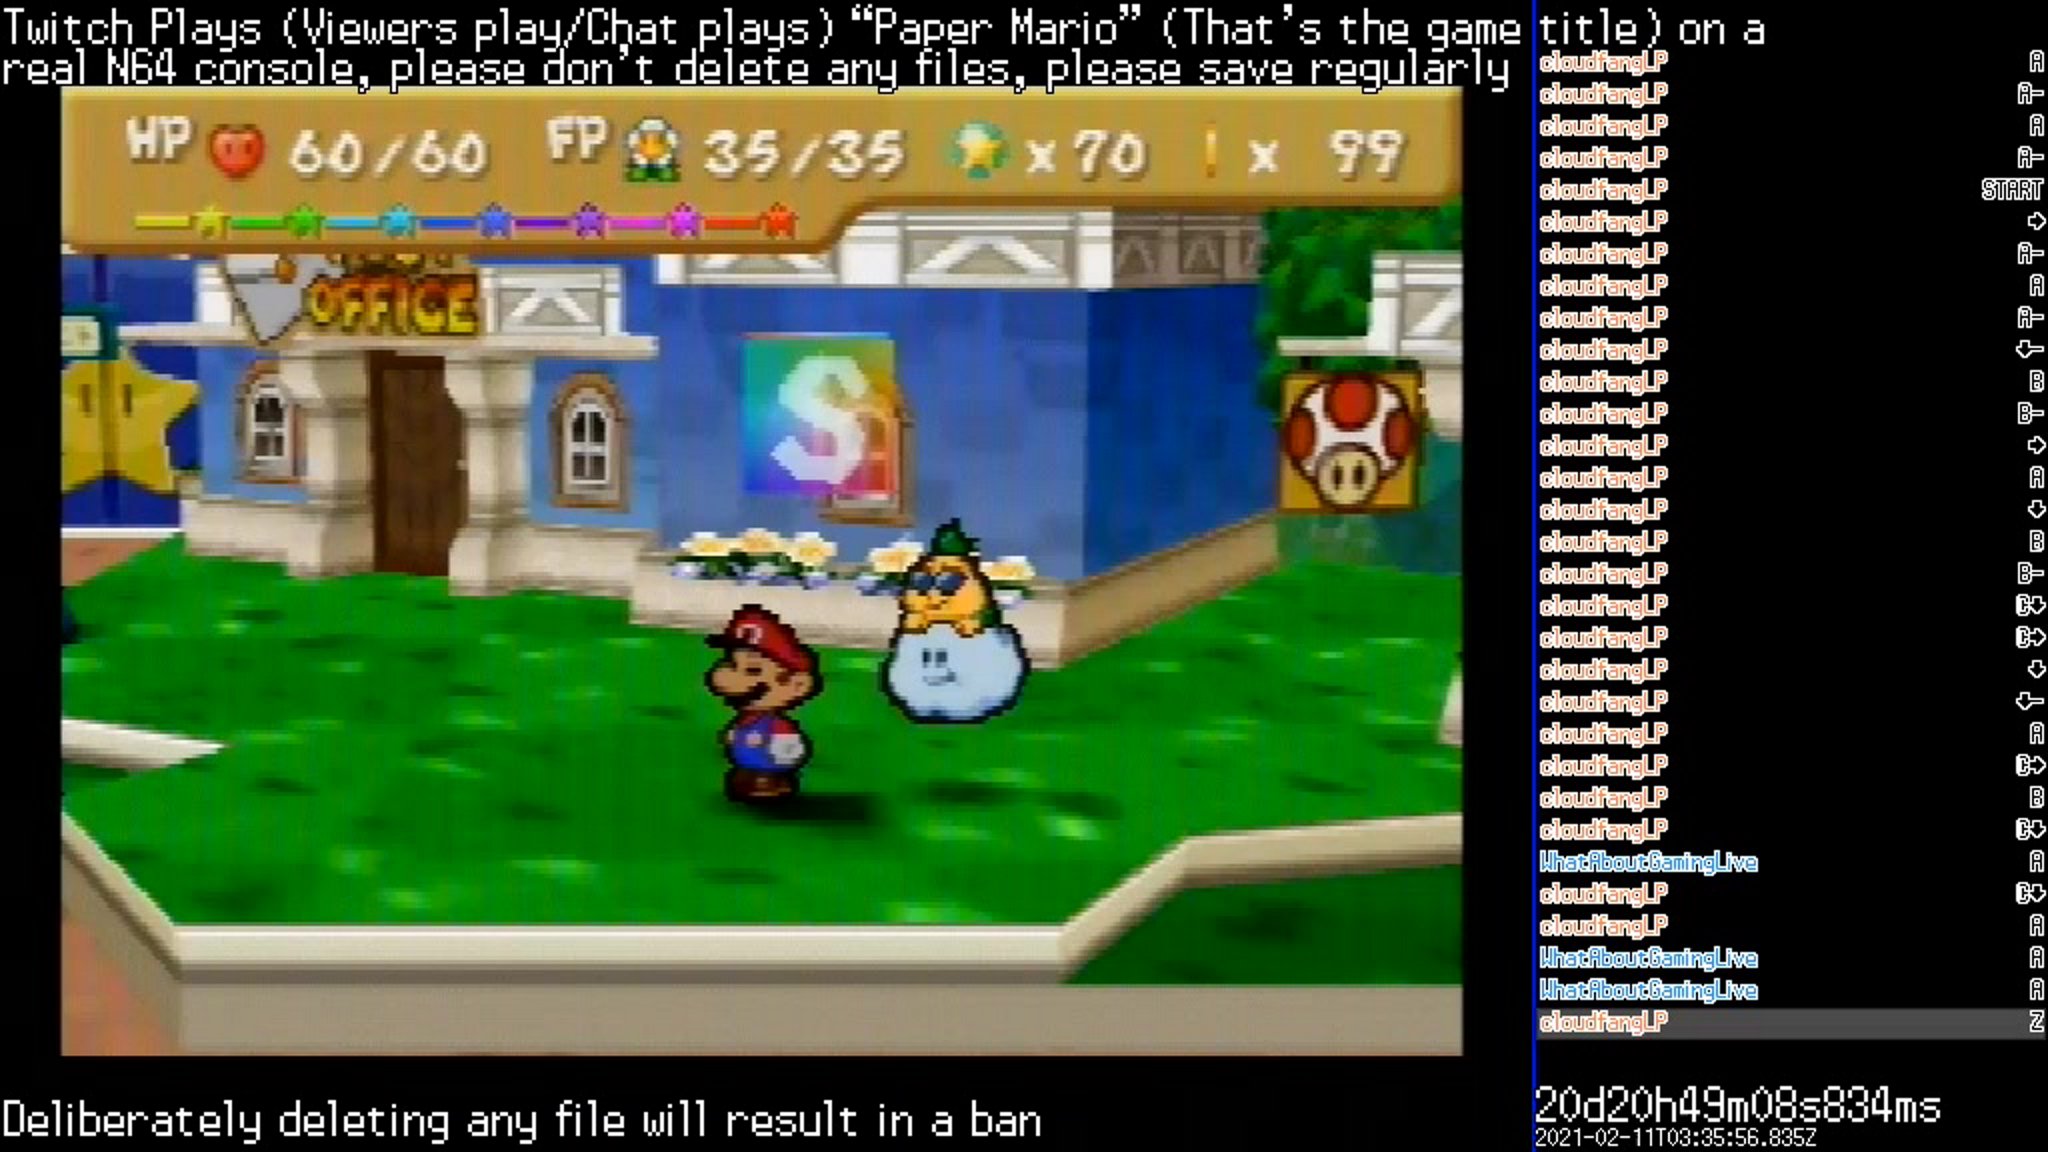 Twitch Plays (Viewers play/Chat plays) “Paper Mario” (That's the game title) on a
real N64 console, please don't delete any files, please save regularly
HP 60/60 FP 35/35 x 70 x 99
OFFICE
S
cloudfangLP A
cloudfangLP A-
cloudfangLP A
cloudfangLP A-
cloudfangLP START
cloudfangLP →
cloudfangLP A-
cloudfangLP A
cloudfangLP A-
cloudfangLP ←-
cloudfangLP B
cloudfangLP B-
cloudfangLP →
cloudfangLP A
cloudfangLP ↓
cloudfangLP B
cloudfangLP B-
cloudfangLP C↓
cloudfangLP C→
cloudfangLP ↓
cloudfangLP ←-
cloudfangLP A
cloudfangLP C→
cloudfangLP B
cloudfangLP C↓
WhatAboutGamingLive A
cloudfangLP C↓
cloudfangLP A
WhatAboutGamingLive A
WhatAboutGamingLive A
cloudfangLP Z
Deliberately deleting any file will result in a ban
20d20h49m08s834ms
2021-02-11T03:35:56.835Z